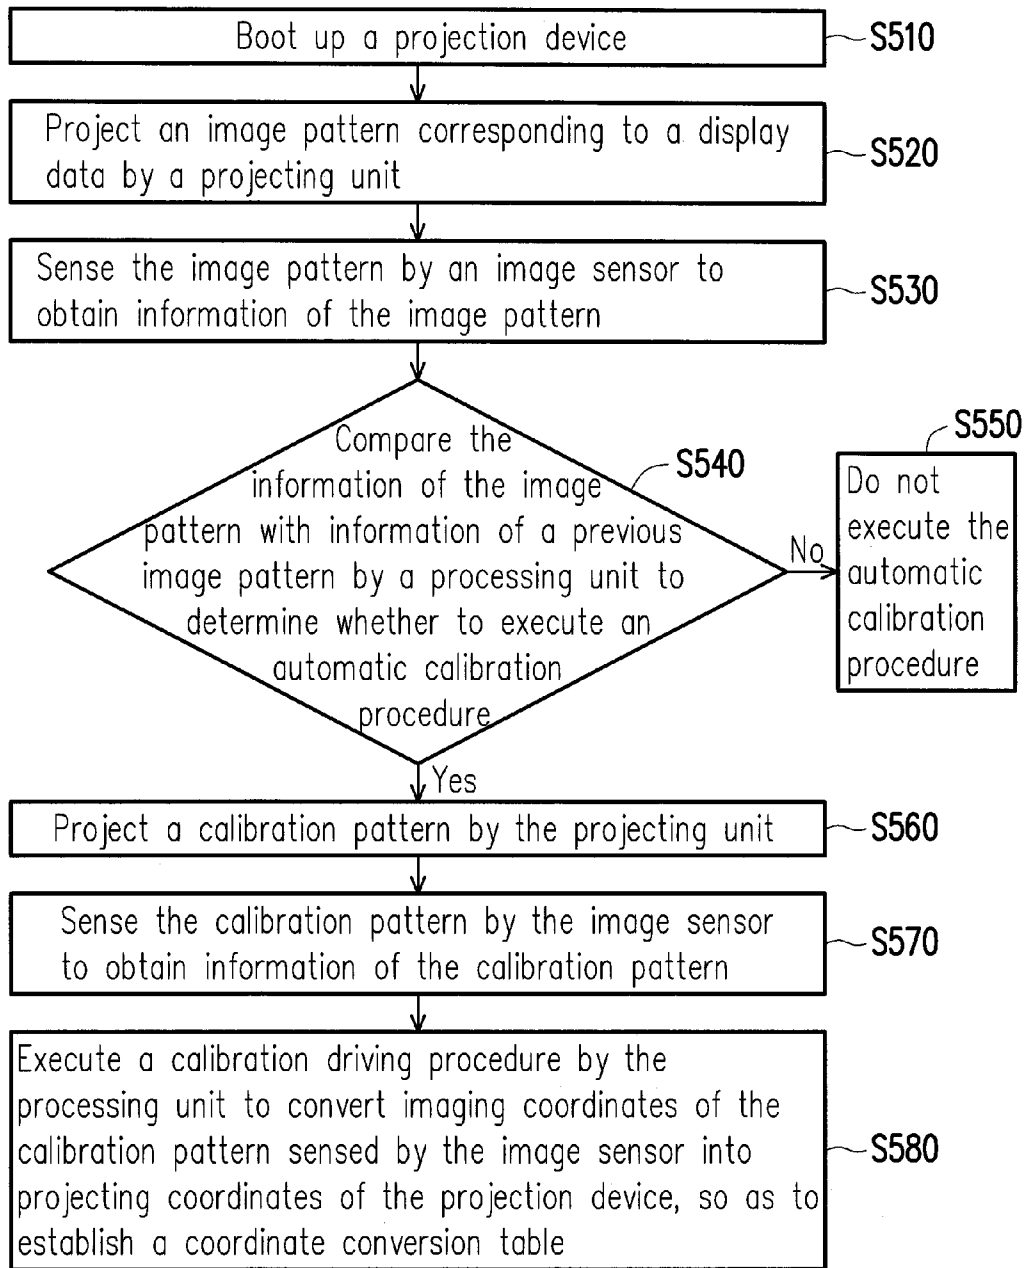 Boot up a projection device
S510
Project an image pattern corresponding to a display
data by a projecting unit
S520
Sense the image pattern by an image sensor to
obtain information of the image pattern
S530
Compare the
information of the image
pattern with information of a previous
image pattern by a processing unit to
determine whether to execute an
automatic calibration
procedure
S540
No
S550
Do not
execute the
automatic
calibration
procedure
Yes
Project a calibration pattern by the projecting unit
S560
Sense the calibration pattern by the image sensor
to obtain information of the calibration pattern
S570
Execute a calibration driving procedure by the
processing unit to convert imaging coordinates of the
calibration pattern sensed by the image sensor into
projecting coordinates of the projection device, so as to
establish a coordinate conversion table
S580